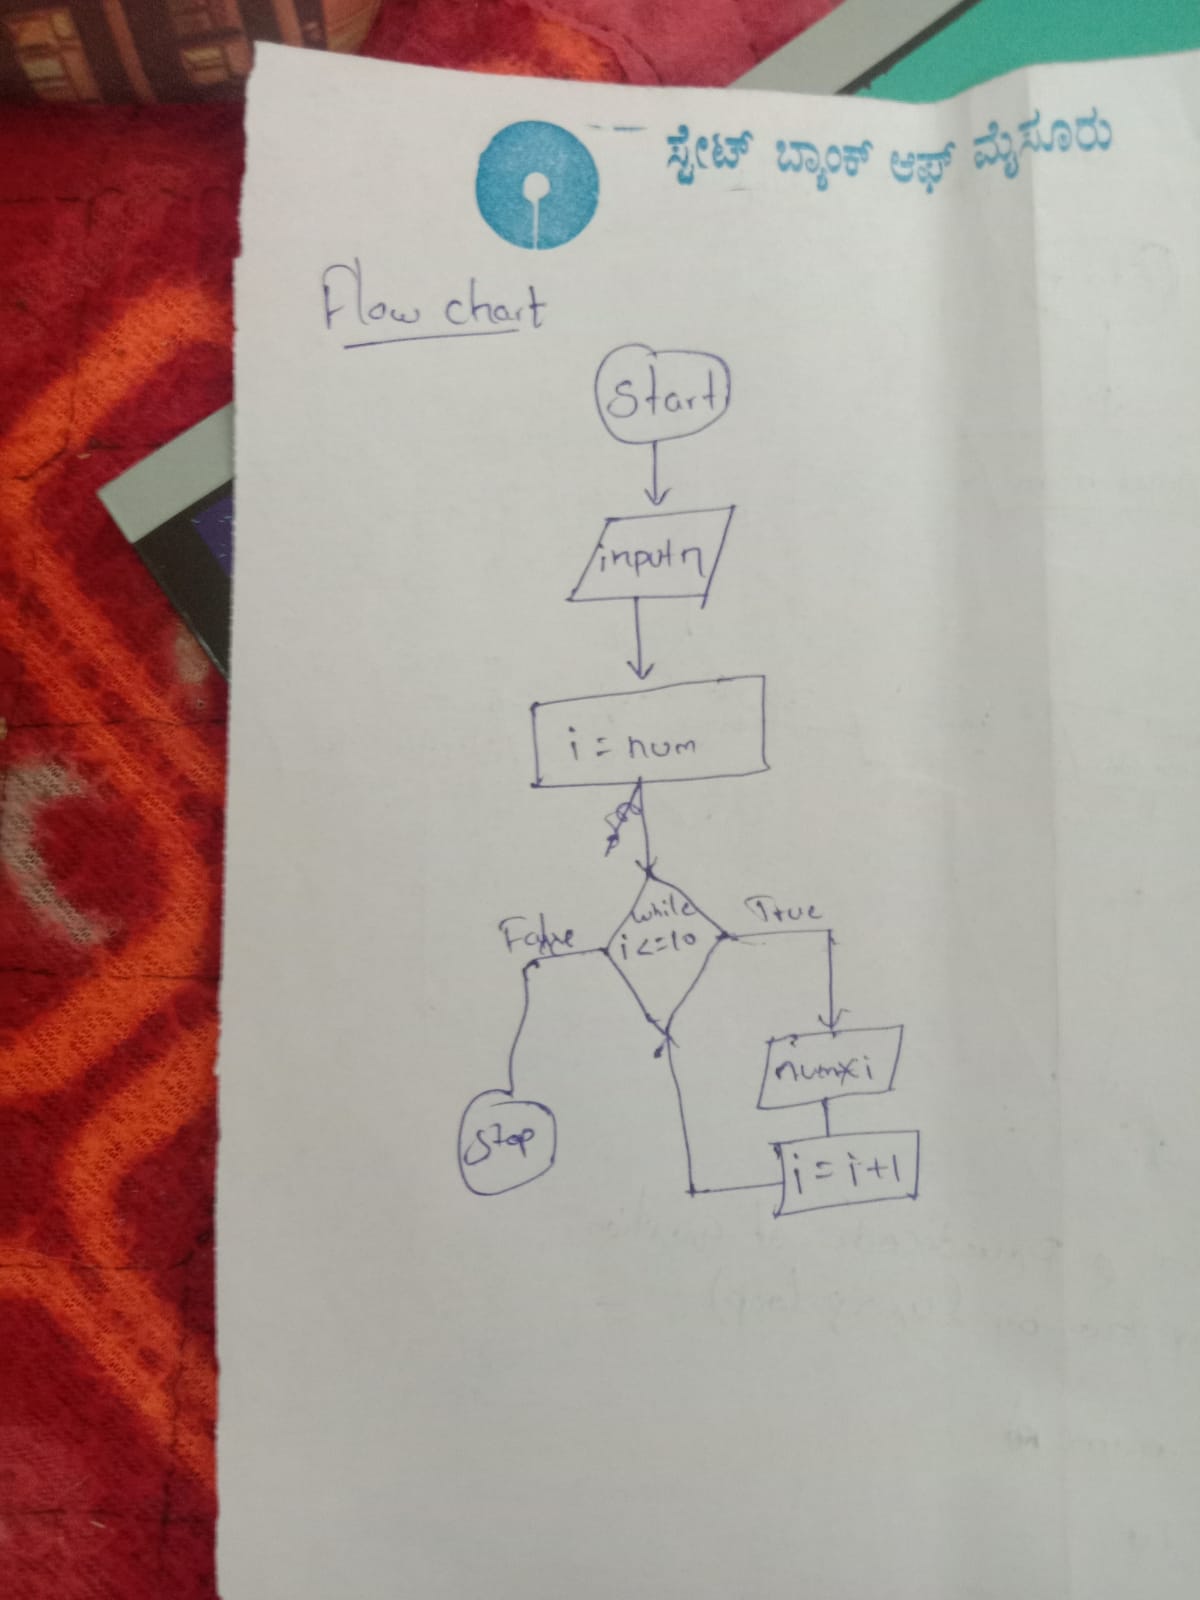 ಸ್ಟೇಟ್ ಬ್ಯಾಂಕ್ ಆಫ್ ಮೈಸೂರು
Flow chart
Start
input n
i = num
while
i <= 10
True
False
num x i
i = i + 1
Stop